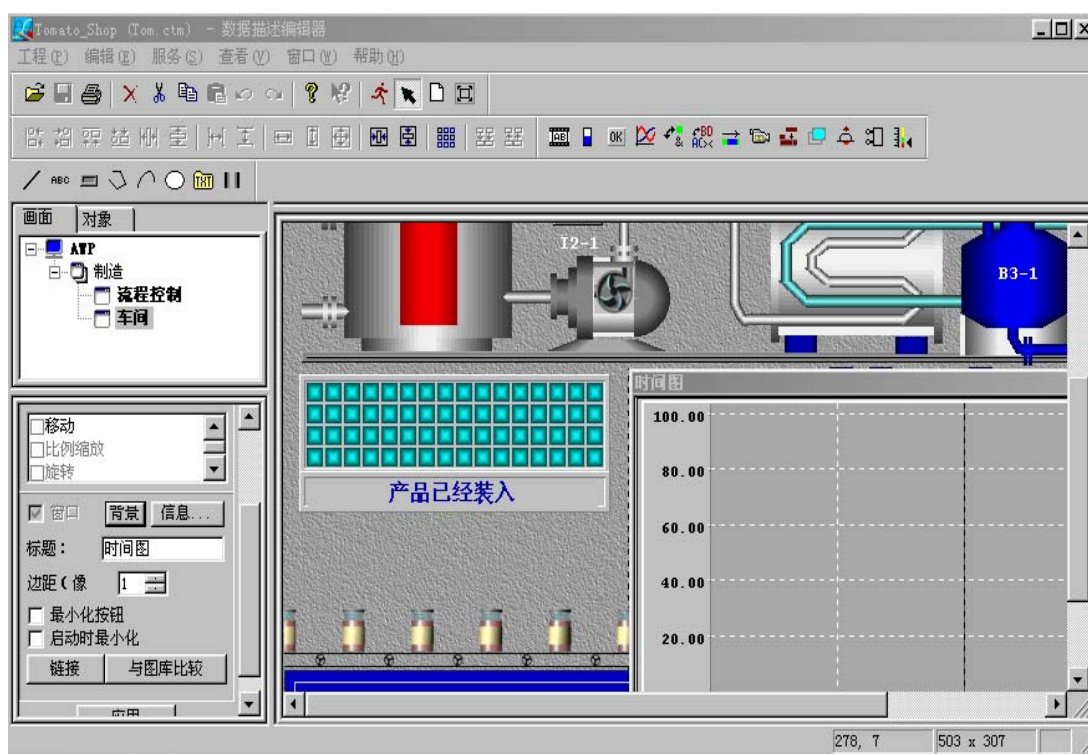 Tomato_Shop (Tom.ctm) - 数据描述编辑器
工程(P) 编辑(E) 服务(S) 查看(V) 窗口(W) 帮助(H)
AB OK
ABC TXT
画面 对象
АРМ
制造
流程控制
车间
I2-1
B3-1
移动
比例缩放
旋转
窗口 背景 信息...
标题: 时间图
边距(像 1
最小化按钮
启动时最小化
链接 与图库比较
应用
产品已经装入
时间图
100.00
80.00
60.00
40.00
20.00
278, 7 503 x 307